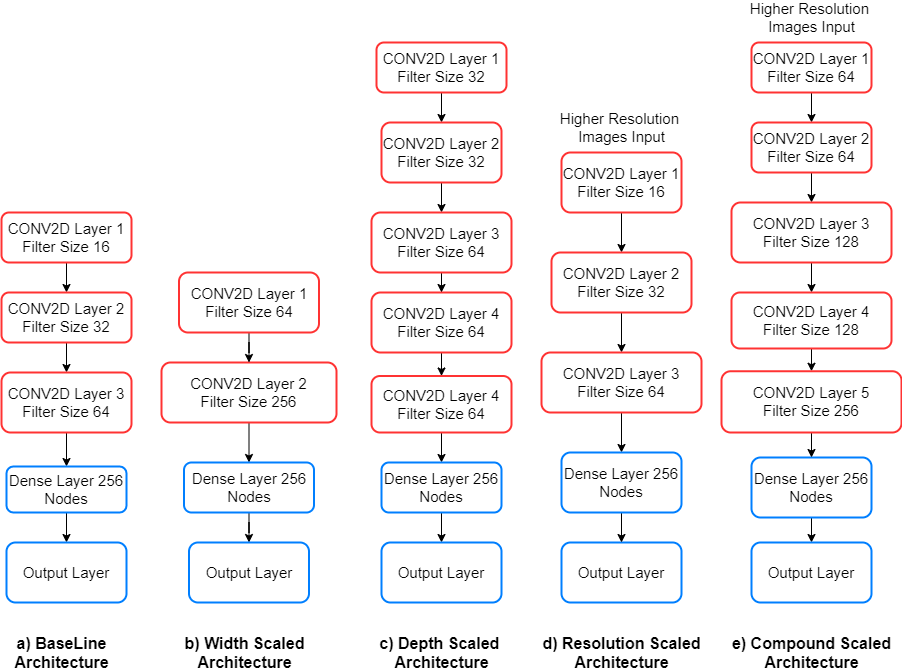 CONV2D Layer 1
Filter Size 16
CONV2D Layer 2
Filter Size 32
CONV2D Layer 3
Filter Size 64
Dense Layer 256
Nodes
Output Layer
a) BaseLine
Architecture
CONV2D Layer 1
Filter Size 64
CONV2D Layer 2
Filter Size 256
Dense Layer 256
Nodes
Output Layer
b) Width Scaled
Architecture
CONV2D Layer 1
Filter Size 32
CONV2D Layer 2
Filter Size 32
CONV2D Layer 3
Filter Size 64
CONV2D Layer 4
Filter Size 64
CONV2D Layer 4
Filter Size 64
Dense Layer 256
Nodes
Output Layer
c) Depth Scaled
Architecture
Higher Resolution
Images Input
CONV2D Layer 1
Filter Size 16
CONV2D Layer 2
Filter Size 32
CONV2D Layer 3
Filter Size 64
Dense Layer 256
Nodes
Output Layer
d) Resolution Scaled
Architecture
Higher Resolution
Images Input
CONV2D Layer 1
Filter Size 64
CONV2D Layer 2
Filter Size 64
CONV2D Layer 3
Filter Size 128
CONV2D Layer 4
Filter Size 128
CONV2D Layer 5
Filter Size 256
Dense Layer 256
Nodes
Output Layer
e) Compound Scaled
Architecture